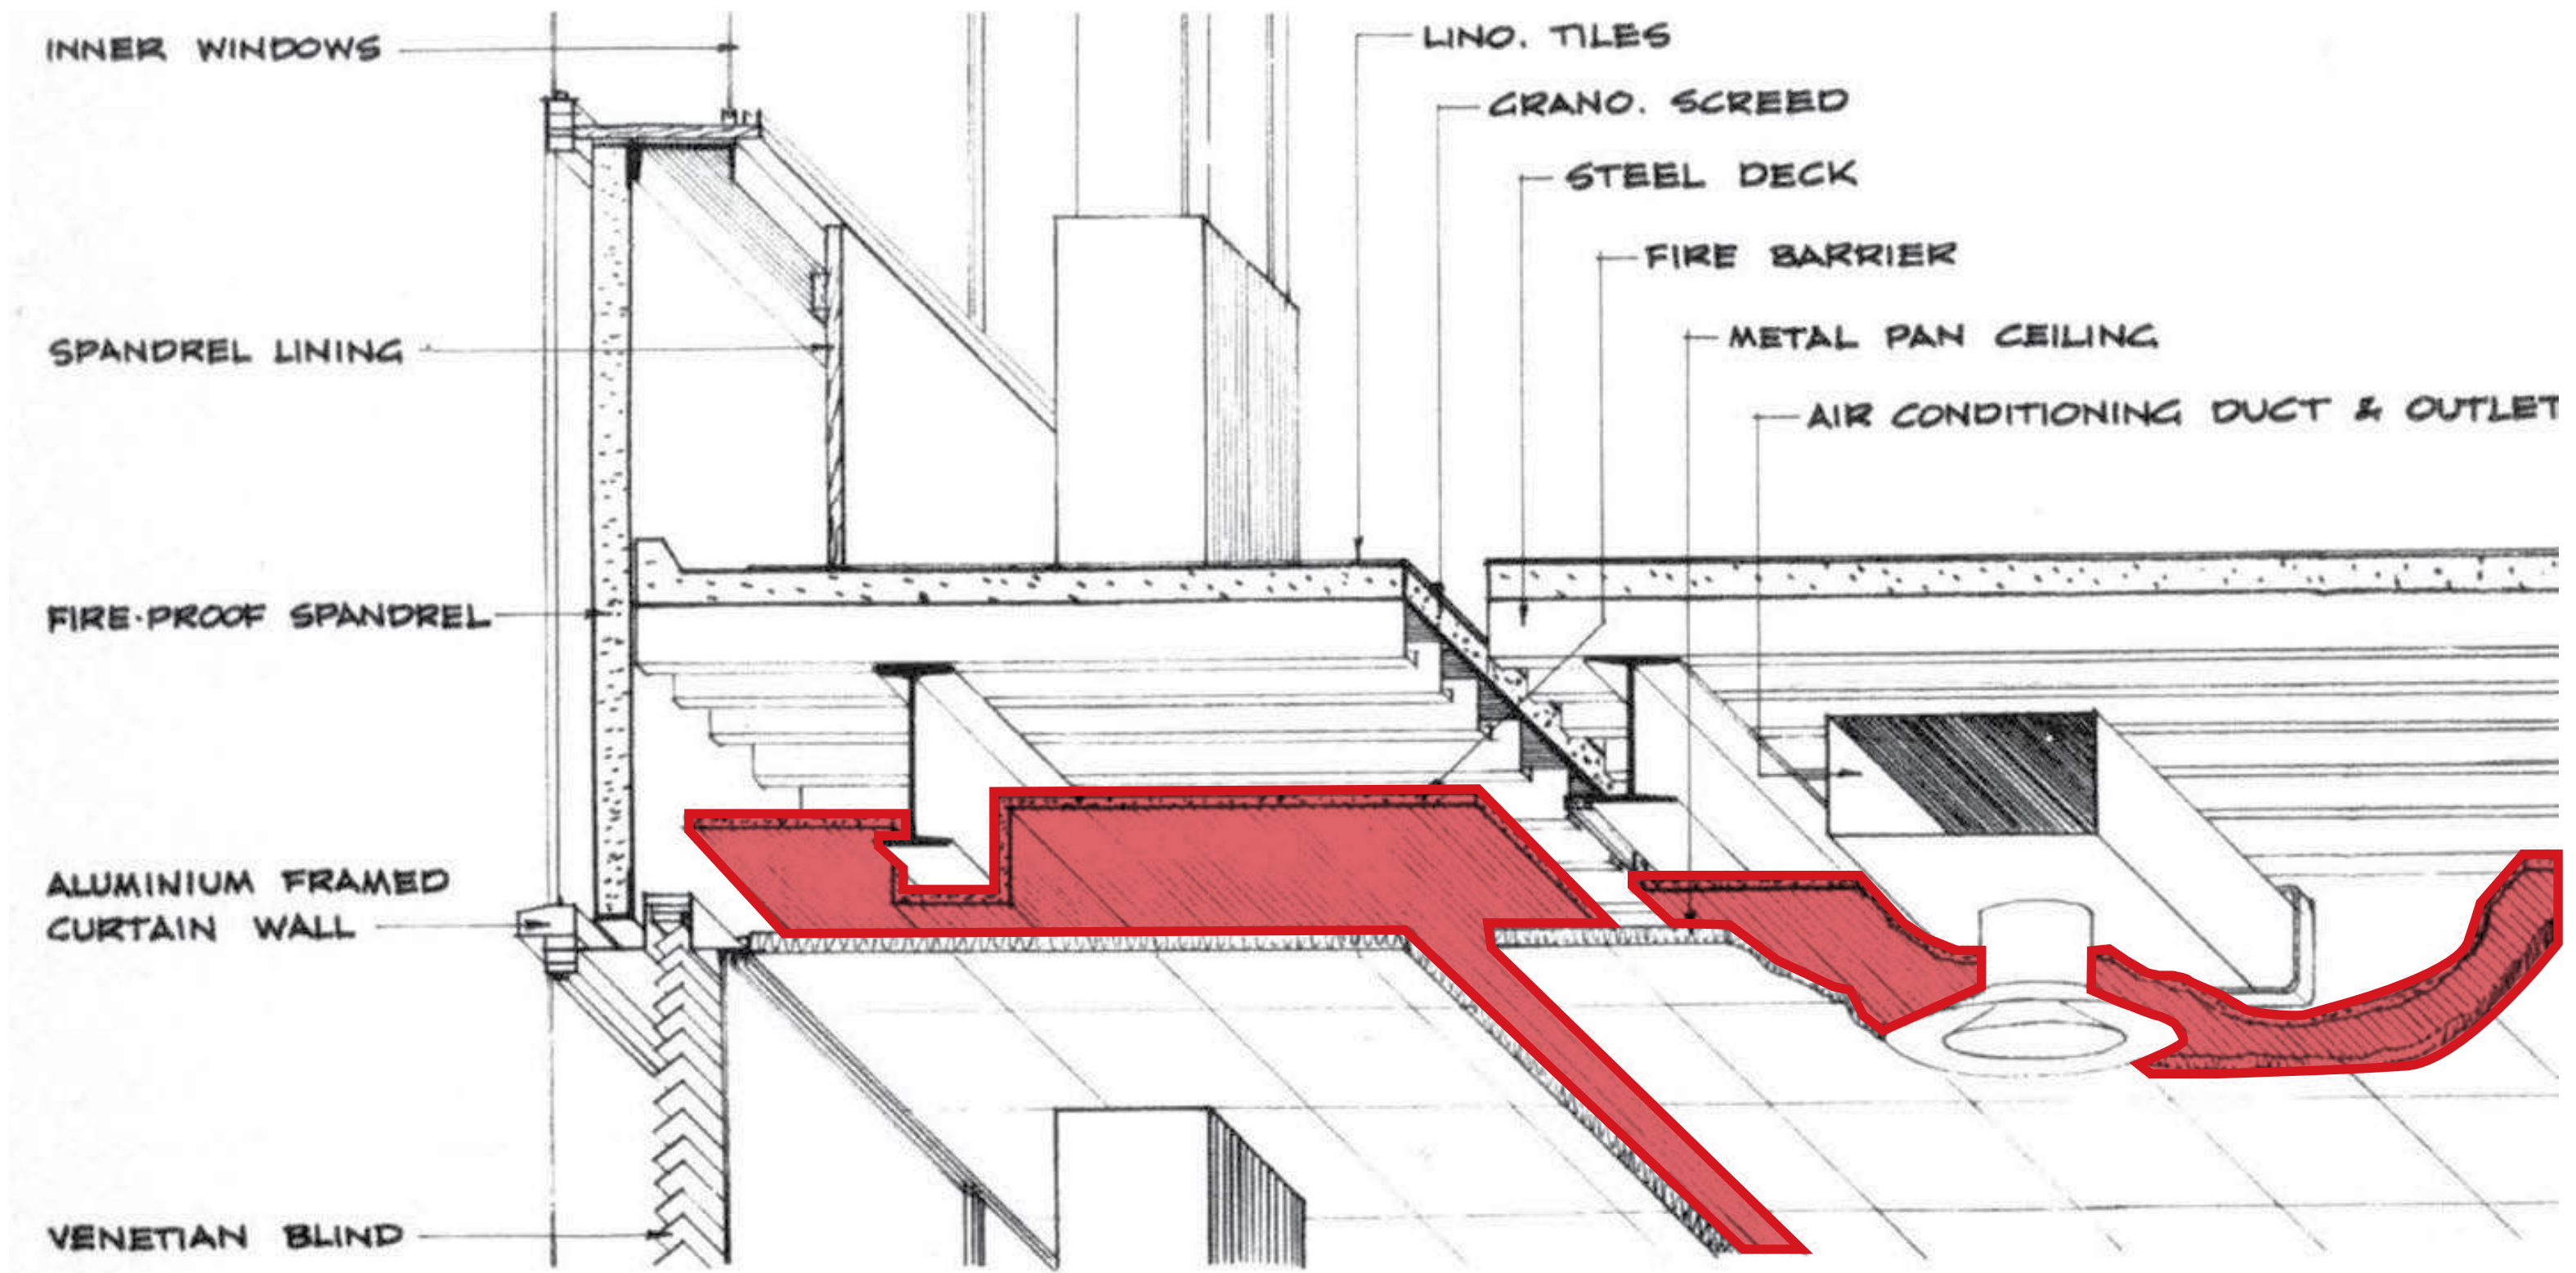 INNER WINDOWS
SPANDREL LINING
FIRE-PROOF SPANDREL
ALUMINIUM FRAMED
CURTAIN WALL
VENETIAN BLIND
LINO. TILES
GRANO. SCREED
STEEL DECK
FIRE BARRIER
METAL PAN CEILING
AIR CONDITIONING DUCT & OUTLET